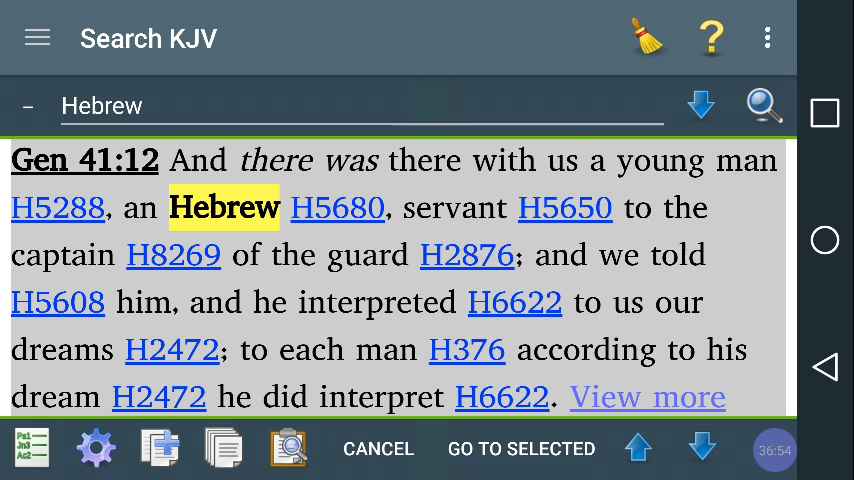 Search KJV
?
– Hebrew
Gen 41:12 And there was there with us a young man
H5288, an Hebrew H5680, servant H5650 to the
captain H8269 of the guard H2876; and we told
H5608 him, and he interpreted H6622 to us our
dreams H2472; to each man H376 according to his
dream H2472 he did interpret H6622. View more
Ps1
Jn3
Ac2
CANCEL GO TO SELECTED 36:54